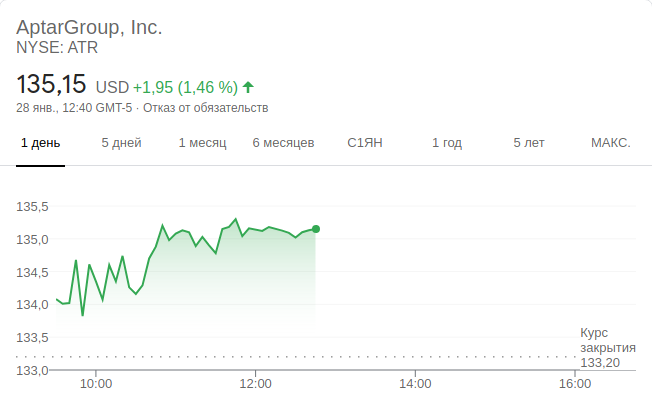 AptarGroup, Inc.
NYSE: ATR
135,15 USD +1,95 (1,46 %)
28 янв., 12:40 GMT-5 · Отказ от обязательств
1 день 5 дней 1 месяц 6 месяцев С1ЯН 1 год 5 лет МАКС.
135,5
135,0
134,5
134,0
133,5
133,0
Курс
закрытия
133,20
10:00 12:00 14:00 16:00